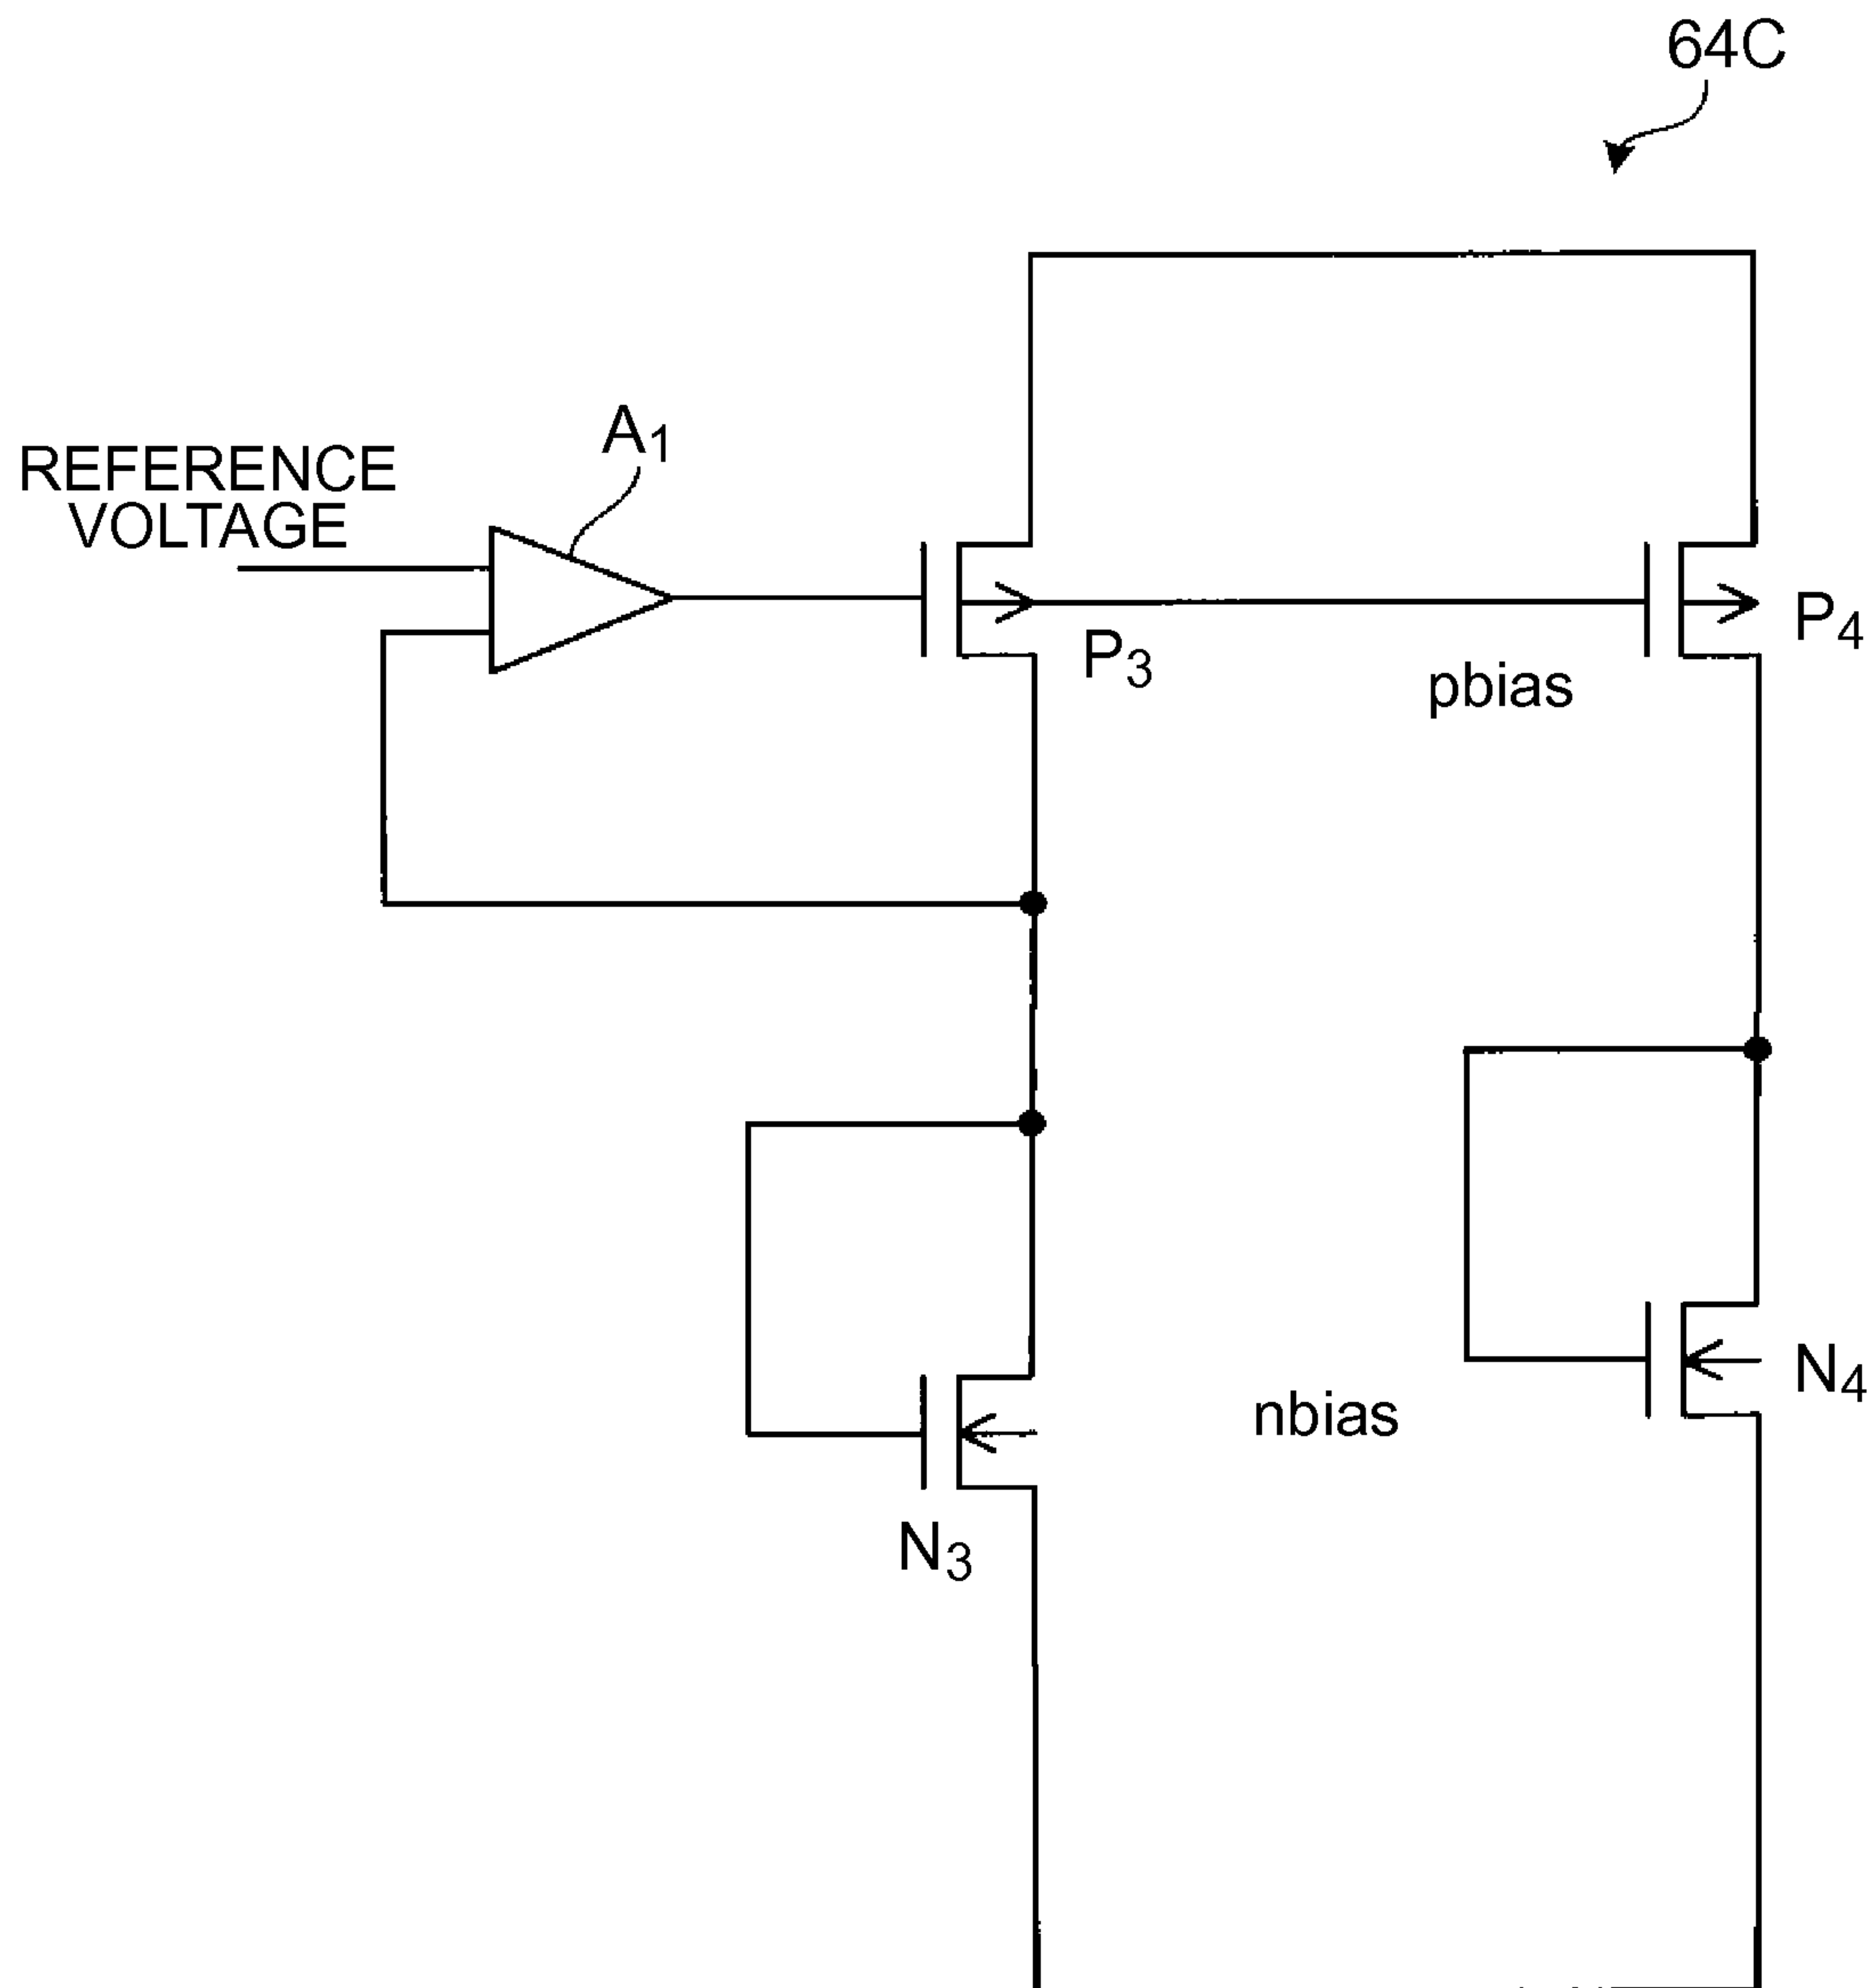 64C
A₁
REFERENCE
VOLTAGE
P₃
P₄
pbias
N₄
nbias
N₃